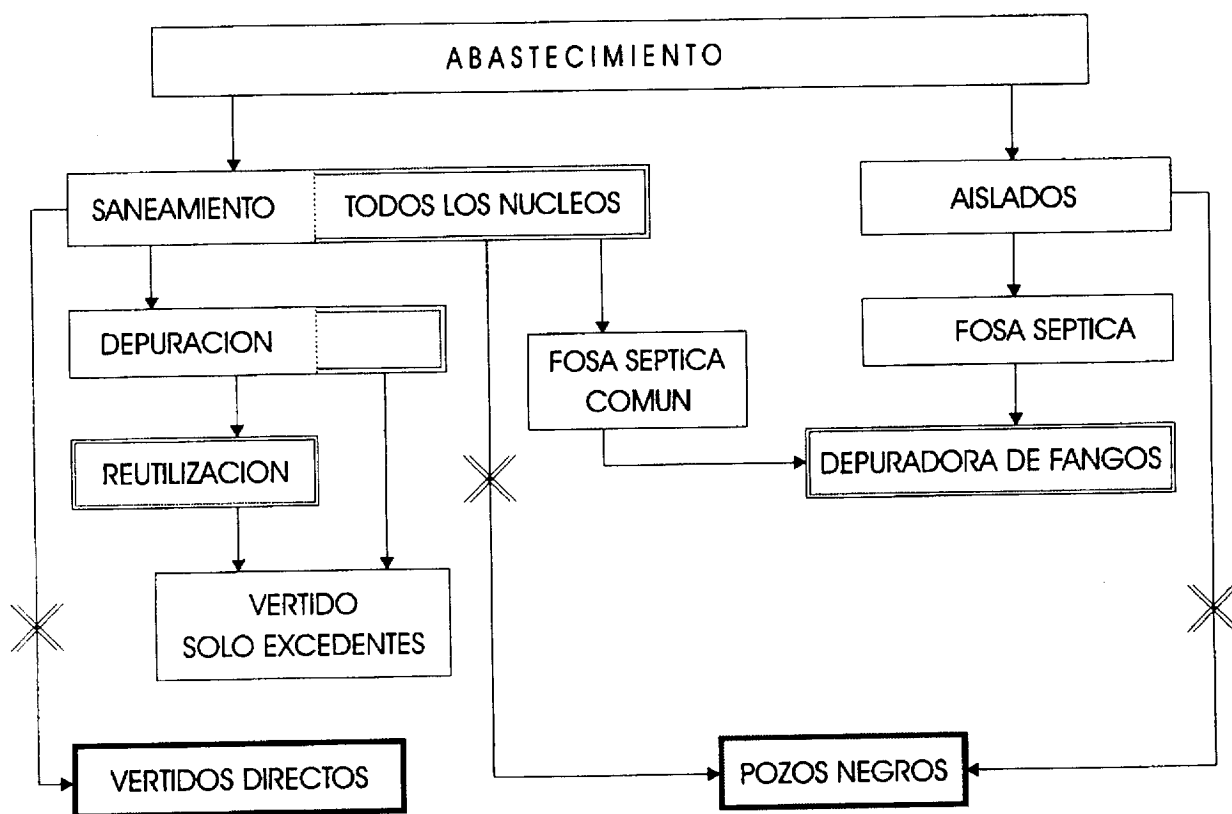 ABASTECIMIENTO
SANEAMIENTO
TODOS LOS NUCLEOS
AISLADOS
DEPURACION
FOSA SEPTICA
COMUN
FOSA SEPTICA
REUTILIZACION
DEPURADORA DE FANGOS
VERTIDO
SOLO EXCEDENTES
VERTIDOS DIRECTOS
POZOS NEGROS